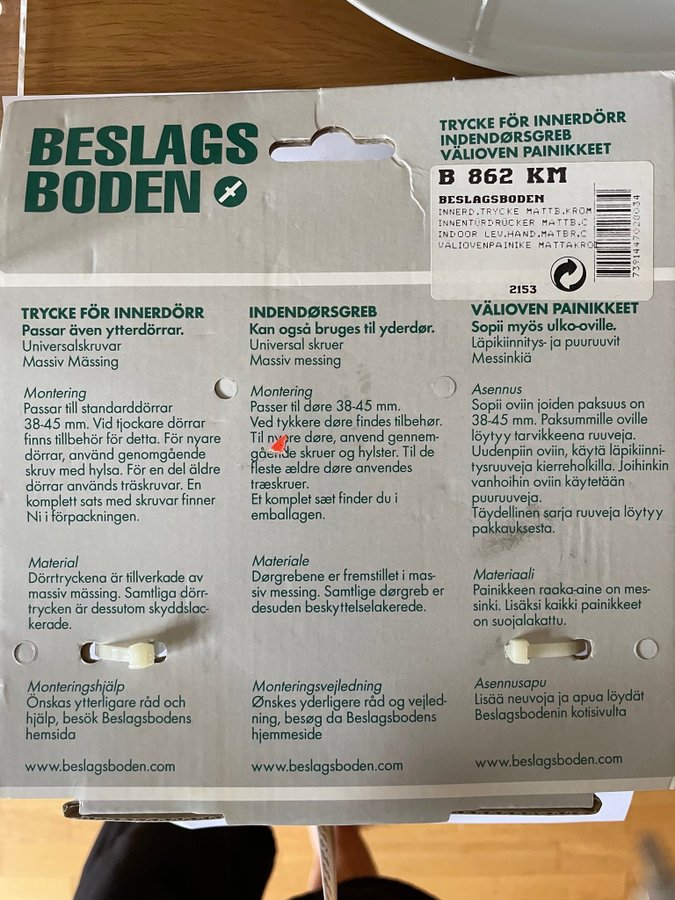 BESLAGS
BODEN
TRYCKE FÖR INNERDÖRR
INDENDØRSGREB
VÄLIOVEN PAINIKKEET
B 862 KM
BESLAGSBODEN
INNERD.TRYCKE MATTB.KROM
INNENTÜRDRÜCKER MATTB.C
INDOOR LEV.HAND.MATBR.C
VÄLIOVENPAINIKE MATTAKRO
2153
7391447028034
TRYCKE FÖR INNERDÖRR
Passar även ytterdörrar.
Universalskruvar
Massiv Mässing
Montering
Passar till standarddörrar
38-45 mm. Vid tjockare dörrar
finns tillbehör för detta. För nyare
dörrar, använd genomgående
skruv med hylsa. För en del äldre
dörrar används träskruvar. En
komplett sats med skruvar finner
Ni i förpackningen.
Material
Dörrtryckena är tillverkade av
massiv mässing. Samtliga dörr-
trycken är dessutom skyddslac-
kerade.
Monteringshjälp
Önskas ytterligare råd och
hjälp, besök Beslagsbodens
hemsida
www.beslagsboden.com
INDENDØRSGREB
Kan også bruges til yderdør.
Universal skruer
Massiv messing
Montering
Passer til døre 38-45 mm.
Ved tykkere døre findes tilbehør.
Til nyere døre, anvend gennem-
gående skruer og hylster. Til de
fleste ældre døre anvendes
træskruer.
Et komplet sæt finder du i
emballagen.
Materiale
Dørgrebene er fremstillet i mas-
siv messing. Samtlige dørgreb er
desuden beskyttelselakerede.
Monteringsvejledning
Ønskes yderligere råd og vejled-
ning, besøg da Beslagsbodens
hjemmeside
www.beslagsboden.com
VÄLIOVEN PAINIKKEET
Sopii myös ulko-oville.
Läpikiinnitys- ja puuruuvit
Messinkiä
Asennus
Sopii oviin joiden paksuus on
38-45 mm. Paksummille oville
löytyy tarvikkeena ruuveja.
Uudenpiin oviin, käytä läpikiinni-
tysruuveja kierreholkilla. Joihinkin
vanhoihin oviin käytetään
puuruuveja.
Täydellinen sarja ruuveja löytyy
pakkauksesta.
Materiaali
Painikkeen raaka-aine on mes-
sinki. Lisäksi kaikki painikkeet
on suojalakattu.
Asennusapu
Lisää neuvoja ja apua löydät
Beslagsbodenin kotisivulta
www.beslagsboden.com